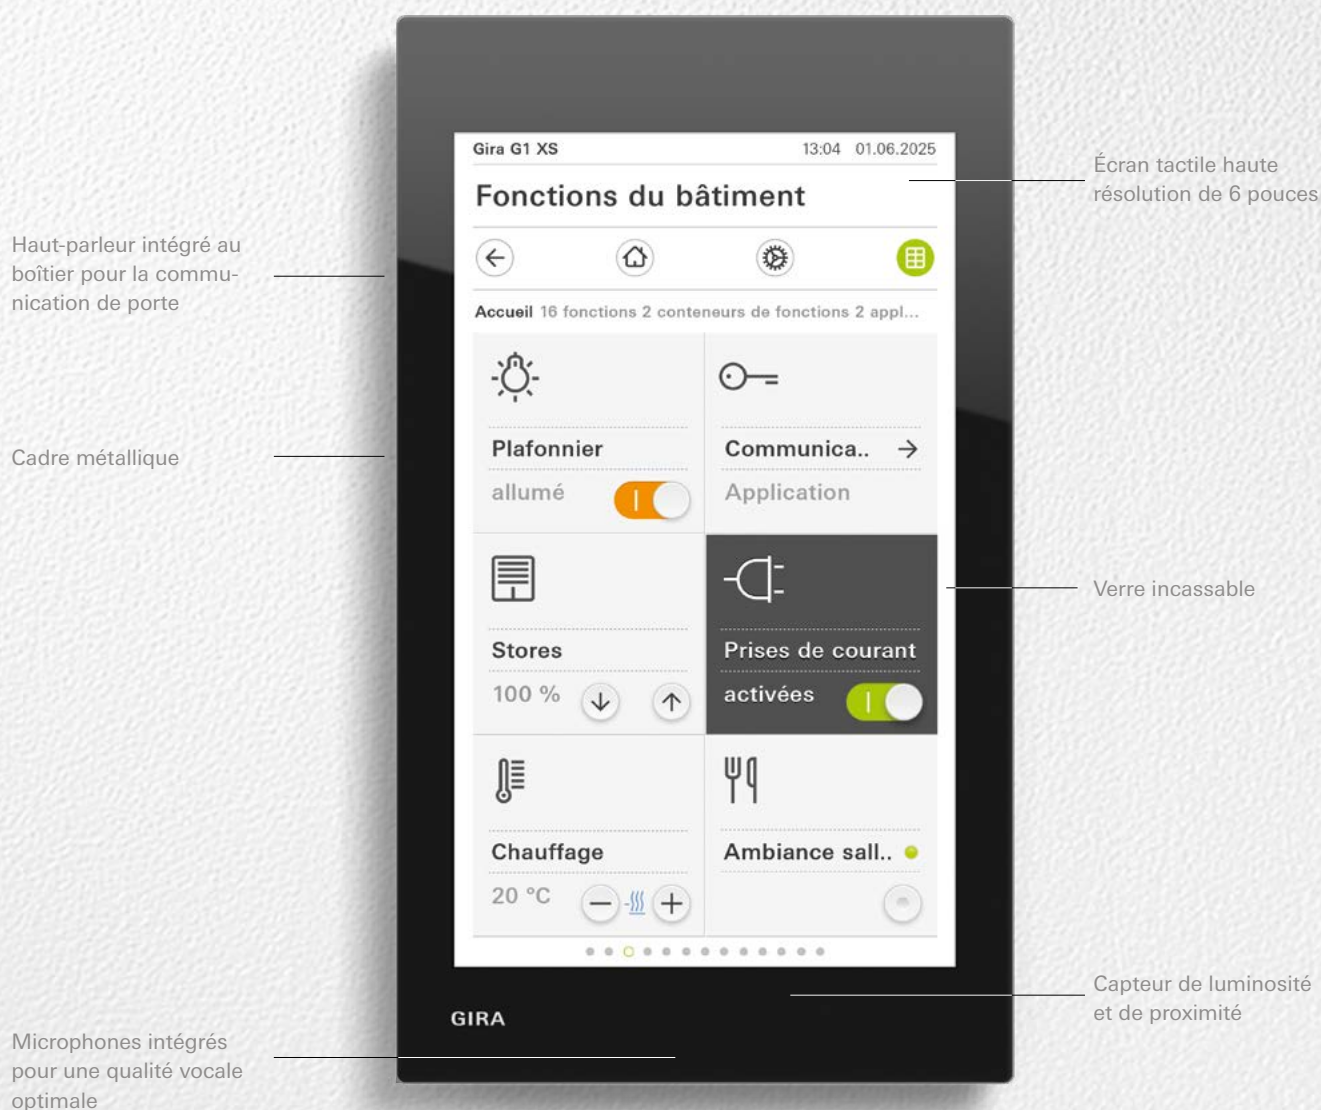 Gira G1 XS 13:04 01.06.2025
Fonctions du bâtiment
Accueil 16 fonctions 2 conteneurs de fonctions 2 appl...
Plafonnier
allumé
Communica..
Application
Stores
100 %
Prises de courant
activées
Chauffage
20 °C
Ambiance sall..
GIRA
Haut-parleur intégré au
boîtier pour la commu-
nication de porte
Cadre métallique
Microphones intégrés
pour une qualité vocale
optimale
Écran tactile haute
résolution de 6 pouces
Verre incassable
Capteur de luminosité
et de proximité